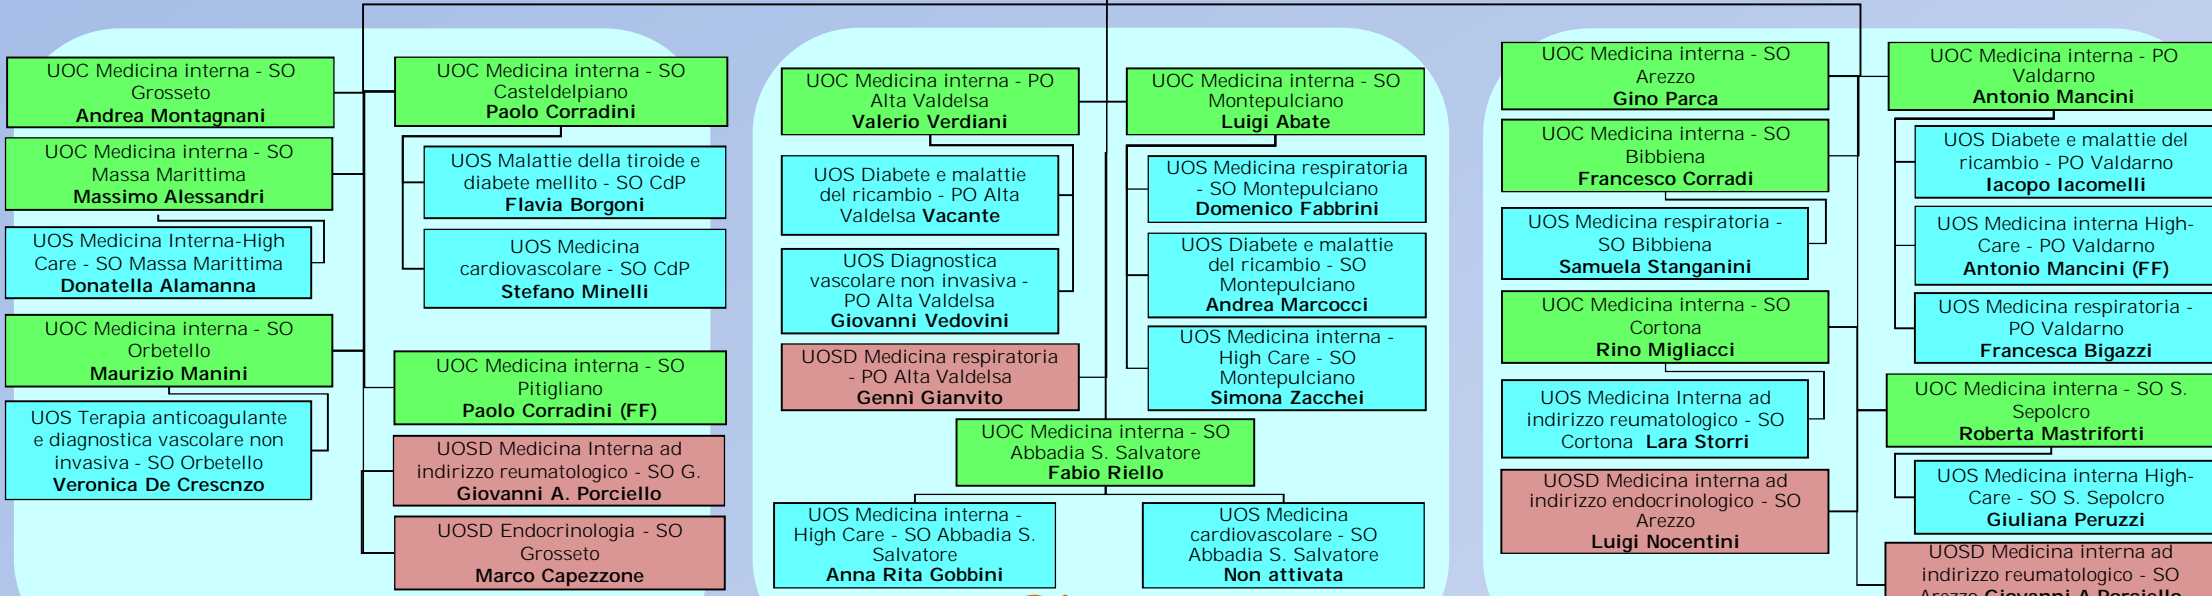 UOC Medicina interna - SO
Grosseto
Andrea Montagnani
UOC Medicina interna - SO
Massa Marittima
Massimo Alessandri
UOS Medicina Interna-High
Care - SO Massa Marittima
Donatella Alamanna
UOC Medicina interna - SO
Orbetello
Maurizio Manini
UOS Terapia anticoagulante
e diagnostica vascolare non
invasiva - SO Orbetello
Veronica De Crescnzo
UOC Medicina interna - SO
Casteldelpiano
Paolo Corradini
UOS Malattie della tiroide e
diabete mellito - SO CdP
Flavia Borgoni
UOS Medicina
cardiovascolare - SO CdP
Stefano Minelli
UOC Medicina interna - SO
Pitigliano
Paolo Corradini (FF)
UOSD Medicina Interna ad
indirizzo reumatologico - SO G.
Giovanni A. Porciello
UOSD Endocrinologia - SO
Grosseto
Marco Capezzone
UOC Medicina interna - PO
Alta Valdelsa
Valerio Verdiani
UOS Diabete e malattie
del ricambio - PO Alta
Valdelsa Vacante
UOS Diagnostica
vascolare non invasiva -
PO Alta Valdelsa
Giovanni Vedovini
UOSD Medicina respiratoria
- PO Alta Valdelsa
Gennì Gianvito
UOC Medicina interna - SO
Montepulciano
Luigi Abate
UOS Medicina respiratoria
- SO Montepulciano
Domenico Fabbrini
UOS Diabete e malattie
del ricambio - SO
Montepulciano
Andrea Marcocci
UOS Medicina interna -
High Care - SO
Montepulciano
Simona Zacchei
UOC Medicina interna - SO
Abbadia S. Salvatore
Fabio Riello
UOS Medicina interna -
High Care - SO Abbadia S.
Salvatore
Anna Rita Gobbini
UOS Medicina
cardiovascolare - SO
Abbadia S. Salvatore
Non attivata
UOC Medicina interna - SO
Arezzo
Gino Parca
UOC Medicina interna - SO
Bibbiena
Francesco Corradi
UOS Medicina respiratoria -
SO Bibbiena
Samuela Stanganini
UOC Medicina interna - SO
Cortona
Rino Migliacci
UOS Medicina Interna ad
indirizzo reumatologico - SO
Cortona Lara Storri
UOSD Medicina interna ad
indirizzo endocrinologico - SO
Arezzo
Luigi Nocentini
UOC Medicina interna - PO
Valdarno
Antonio Mancini
UOS Diabete e malattie del
ricambio - PO Valdarno
Iacopo Iacomelli
UOS Medicina interna High-
Care - PO Valdarno
Antonio Mancini (FF)
UOS Medicina respiratoria -
PO Valdarno
Francesca Bigazzi
UOC Medicina interna - SO S.
Sepolcro
Roberta Mastriforti
UOS Medicina interna High-
Care - SO S. Sepolcro
Giuliana Peruzzi
UOSD Medicina interna ad
indirizzo reumatologico - SO
Arezzo Giovanni A Porciello